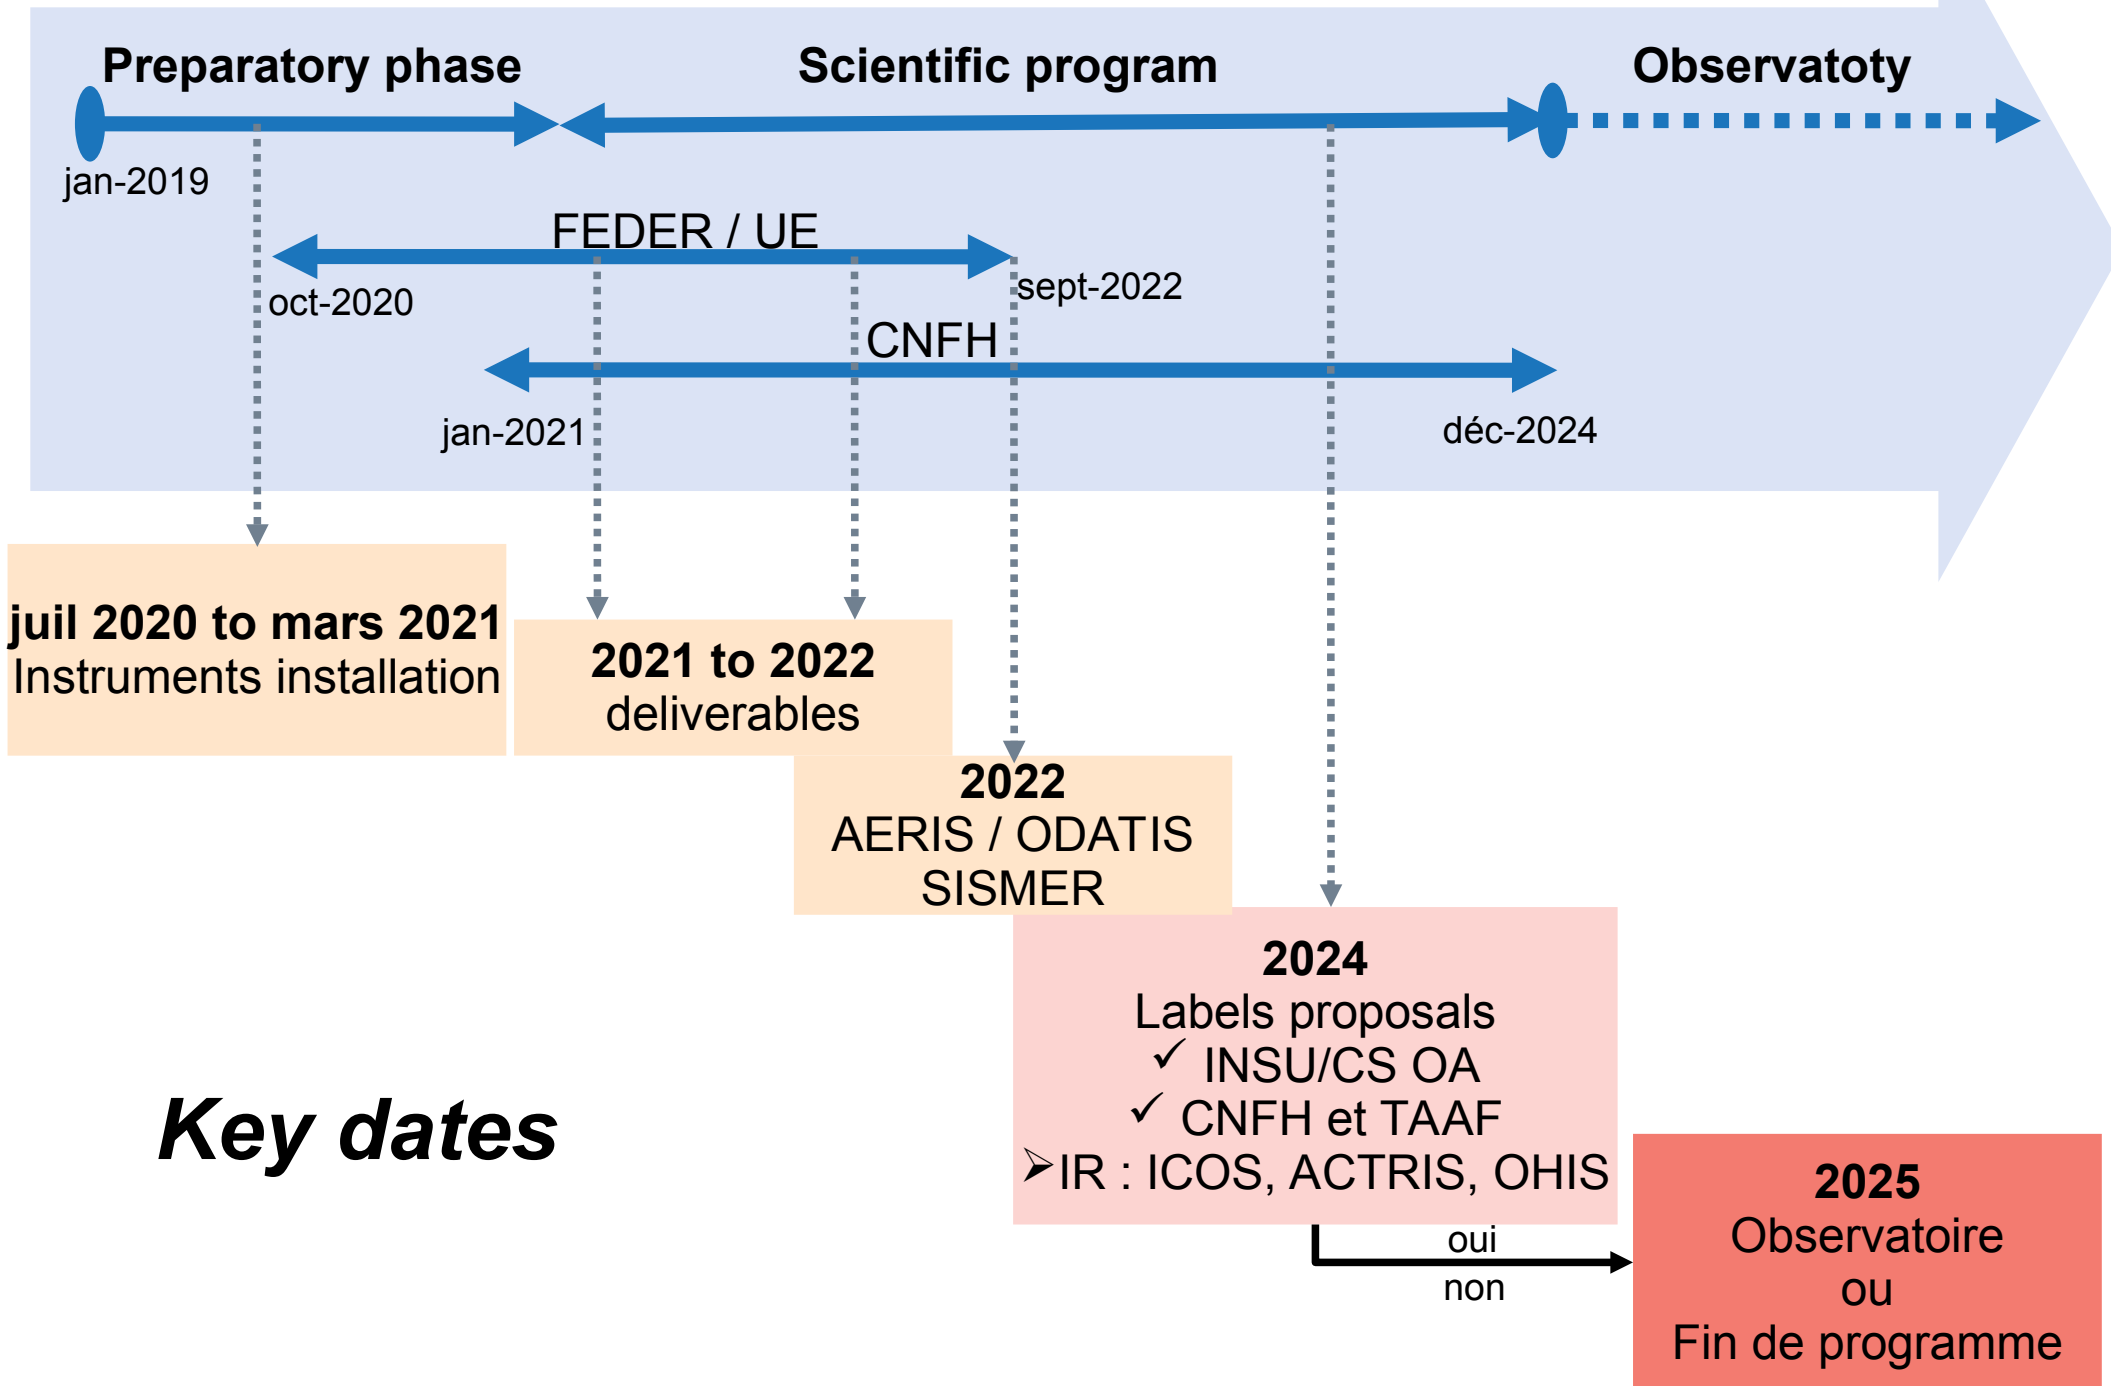 Preparatory phase
Scientific program
Observatoty
jan-2019
FEDER / UE
oct-2020
sept-2022
CNFH
jan-2021
déc-2024
juil 2020 to mars 2021
Instruments installation
2021 to 2022
deliverables
2022
AERIS / ODATIS
SISMER
2024
Labels proposals
✓ INSU/CS OA
✓ CNFH et TAAF
➢IR : ICOS, ACTRIS, OHIS
Key dates
oui
non
2025
Observatoire
ou
Fin de programme